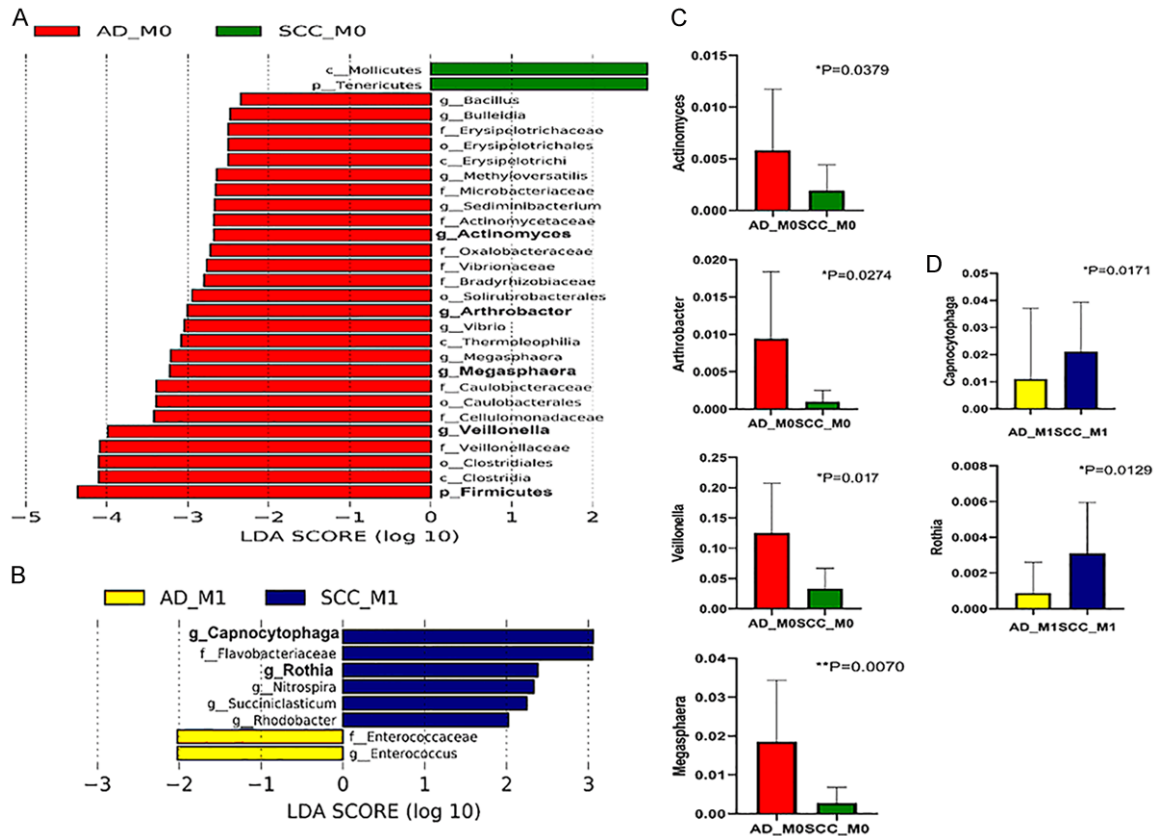 A
AD_M0 SCC_M0
c__Mollicutes
p__Tenericutes
g__Bacillus
g__Bulleidia
f__Erysipelotrichaceae
o__Erysipelotrichales
c__Erysipelotrichi
g__Methyloversatilis
f__Microbacteriaceae
g__Sediminibacterium
f__Actinomycetaceae
g_Actinomyces
f__Oxalobacteraceae
f__Vibrionaceae
f__Bradyrhizobiaceae
o__Solirubrobacterales
g_Arthrobacter
g__Vibrio
c__Thermoleophilia
g__Megasphaera
g_Megasphaera
f__Caulobacteraceae
o__Caulobacterales
f__Cellulomonadaceae
g_Veillonella
f__Veillonellaceae
o__Clostridiales
c__Clostridia
p_Firmicutes
−5 −4 −3 −2 −1 0 1 2
LDA SCORE (log 10)
B
AD_M1 SCC_M1
g_Capnocytophaga
f__Flavobacteriaceae
g_Rothia
g__Nitrospira
g__Succiniclasticum
g__Rhodobacter
f__Enterococcaceae
g__Enterococcus
−3 −2 −1 0 1 2 3
LDA SCORE (log 10)
C
*P=0.0379
Actinomyces
0.015
0.010
0.005
0.000
AD_M0SCC_M0
*P=0.0274
Arthrobacter
0.020
0.015
0.010
0.005
0.000
AD_M0SCC_M0
*P=0.017
Veillonella
0.25
0.20
0.15
0.10
0.05
0.00
AD_M0SCC_M0
**P=0.0070
Megasphaera
0.04
0.03
0.02
0.01
0.00
AD_M0SCC_M0
D
*P=0.0171
Capnocytophaga
0.05
0.04
0.03
0.02
0.01
0.00
AD_M1SCC_M1
*P=0.0129
Rothia
0.008
0.006
0.004
0.002
0.000
AD_M1SCC_M1